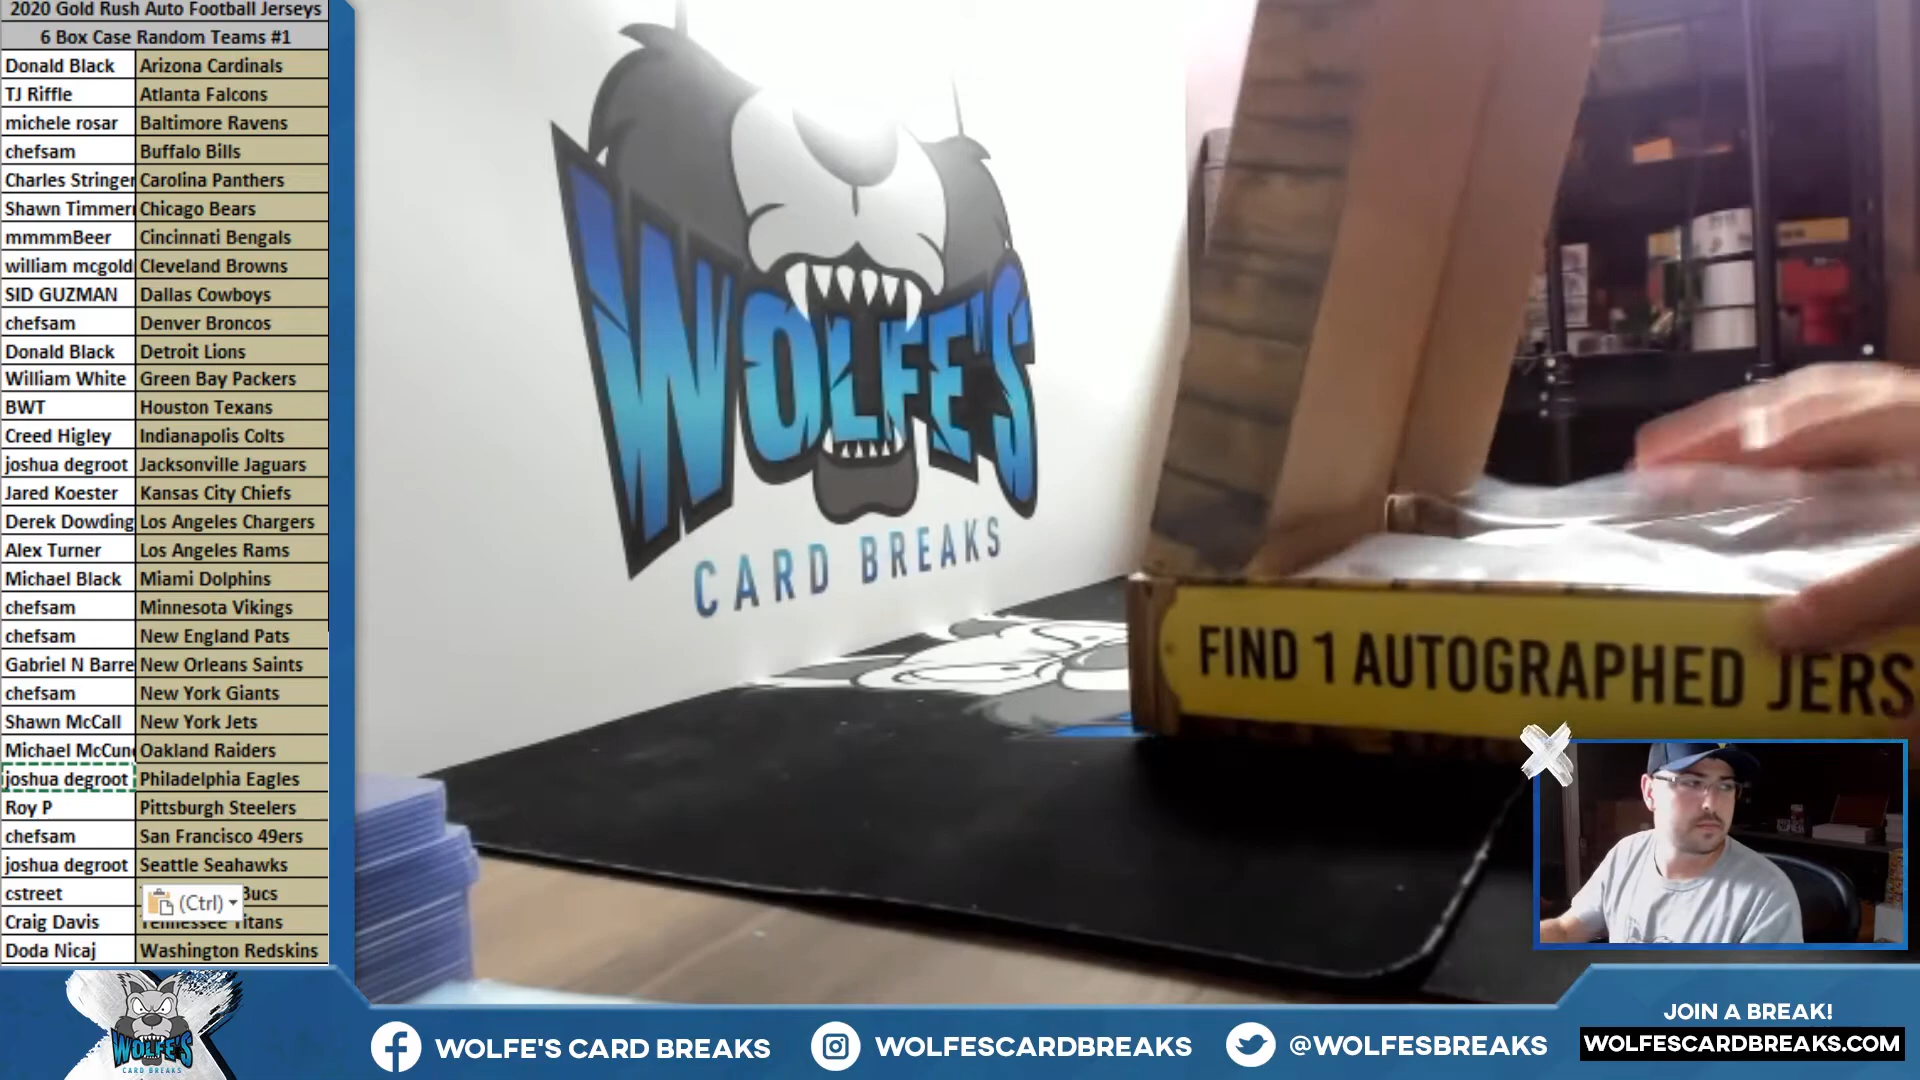 2020 Gold Rush Auto Football Jerseys
6 Box Case Random Teams #1
Donald Black Arizona Cardinals
TJ Riffle Atlanta Falcons
michele rosar Baltimore Ravens
chefsam Buffalo Bills
Charles Stringer Carolina Panthers
Shawn Timmer Chicago Bears
mmmmBeer Cincinnati Bengals
william mcgold Cleveland Browns
SID GUZMAN Dallas Cowboys
chefsam Denver Broncos
Donald Black Detroit Lions
William White Green Bay Packers
BWT Houston Texans
Creed Higley Indianapolis Colts
joshua degroot Jacksonville Jaguars
Jared Koester Kansas City Chiefs
Derek Dowding Los Angeles Chargers
Alex Turner Los Angeles Rams
Michael Black Miami Dolphins
chefsam Minnesota Vikings
chefsam New England Pats
Gabriel N Barre New Orleans Saints
chefsam New York Giants
Shawn McCall New York Jets
Michael McCun Oakland Raiders
joshua degroot Philadelphia Eagles
Roy P Pittsburgh Steelers
chefsam San Francisco 49ers
joshua degroot Seattle Seahawks
cstreet Bucs
(Ctrl)
Craig Davis Tennessee Titans
Doda Nicaj Washington Redskins
WOLFE'S
CARD BREAKS
FIND 1 AUTOGRAPHED JERS
WOLFE'S
CARD BREAKS
WOLFE'S CARD BREAKS
WOLFESCARDBREAKS
@WOLFESBREAKS
JOIN A BREAK!
WOLFESCARDBREAKS.COM